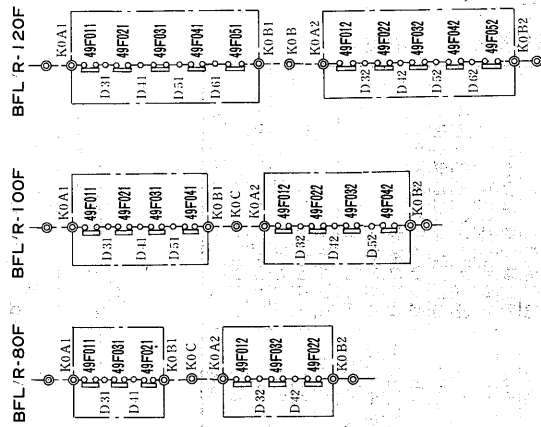 BFL/R-120F
K0A1 49F011 49F021 49F031 49F041 49F051 K0B1 K0B K0A2 49F012 49F022 49F032 49F042 49F052 K0B2
D31 D41 D51 D61 D32 D42 D52 D62
BFL/R-100F
K0A1 49F011 49F021 49F031 49F041 K0B1 K0C K0A2 49F012 49F022 49F032 49F042 K0B2
D31 D41 D51 D32 D42 D52
BFL/R-80F
K0A1 49F011 49F031 49F021 K0B1 K0C K0A2 49F012 49F032 49F022 K0B2
D31 D41 D32 D42